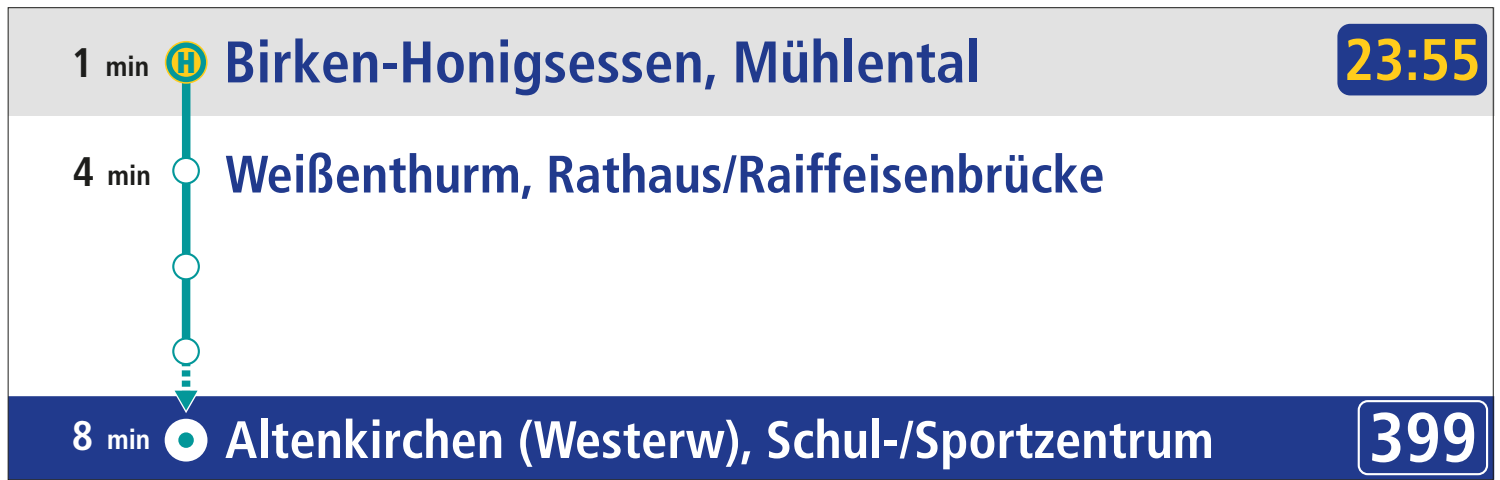 1 min H Birken-Honigsessen, Mühlental 23:55
4 min Weißenthurm, Rathaus/Raiffeisenbrücke
8 min Altenkirchen (Westerw), Schul-/Sportzentrum 399